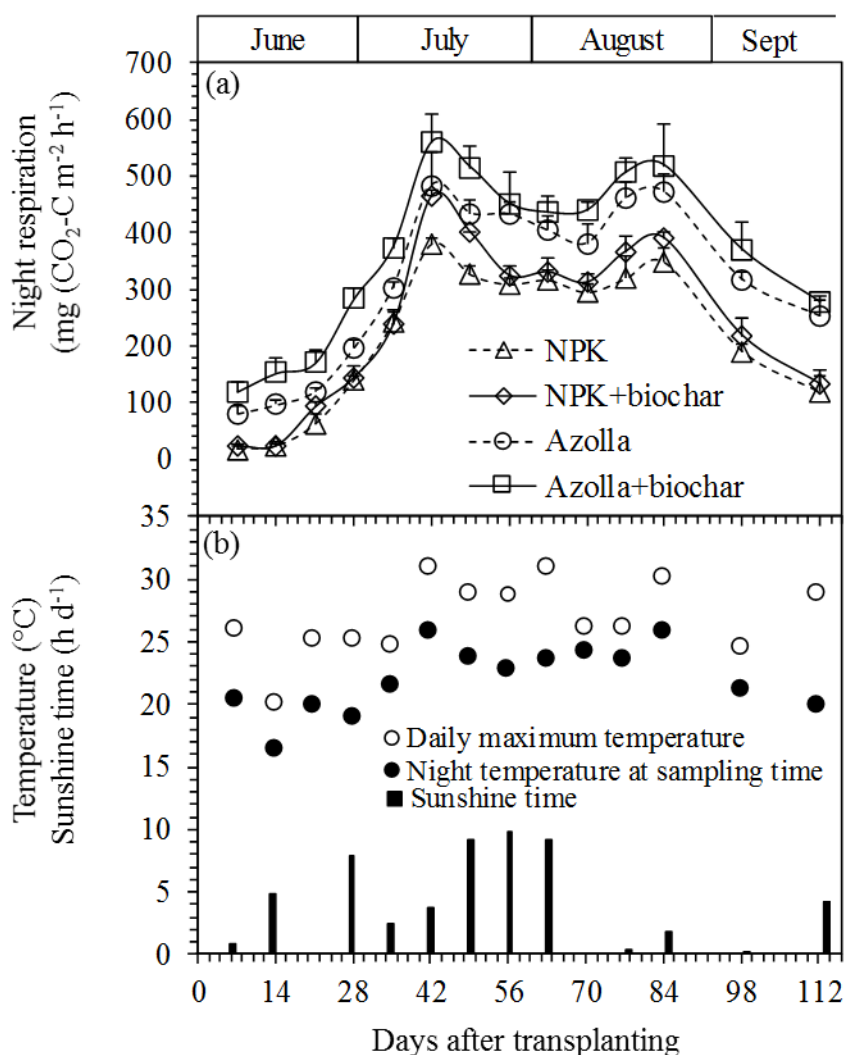 June July August Sept
(a)
700
600
500
400
300
200
100
0
Night respiration
mg (CO₂-C m⁻² h⁻¹)
NPK
NPK+biochar
Azolla
Azolla+biochar
(b)
35
30
25
20
15
10
5
0
Temperature (°C)
Sunshine time (h d⁻¹)
Daily maximum temperature
Night temperature at sampling time
Sunshine time
0 14 28 42 56 70 84 98 112
Days after transplanting